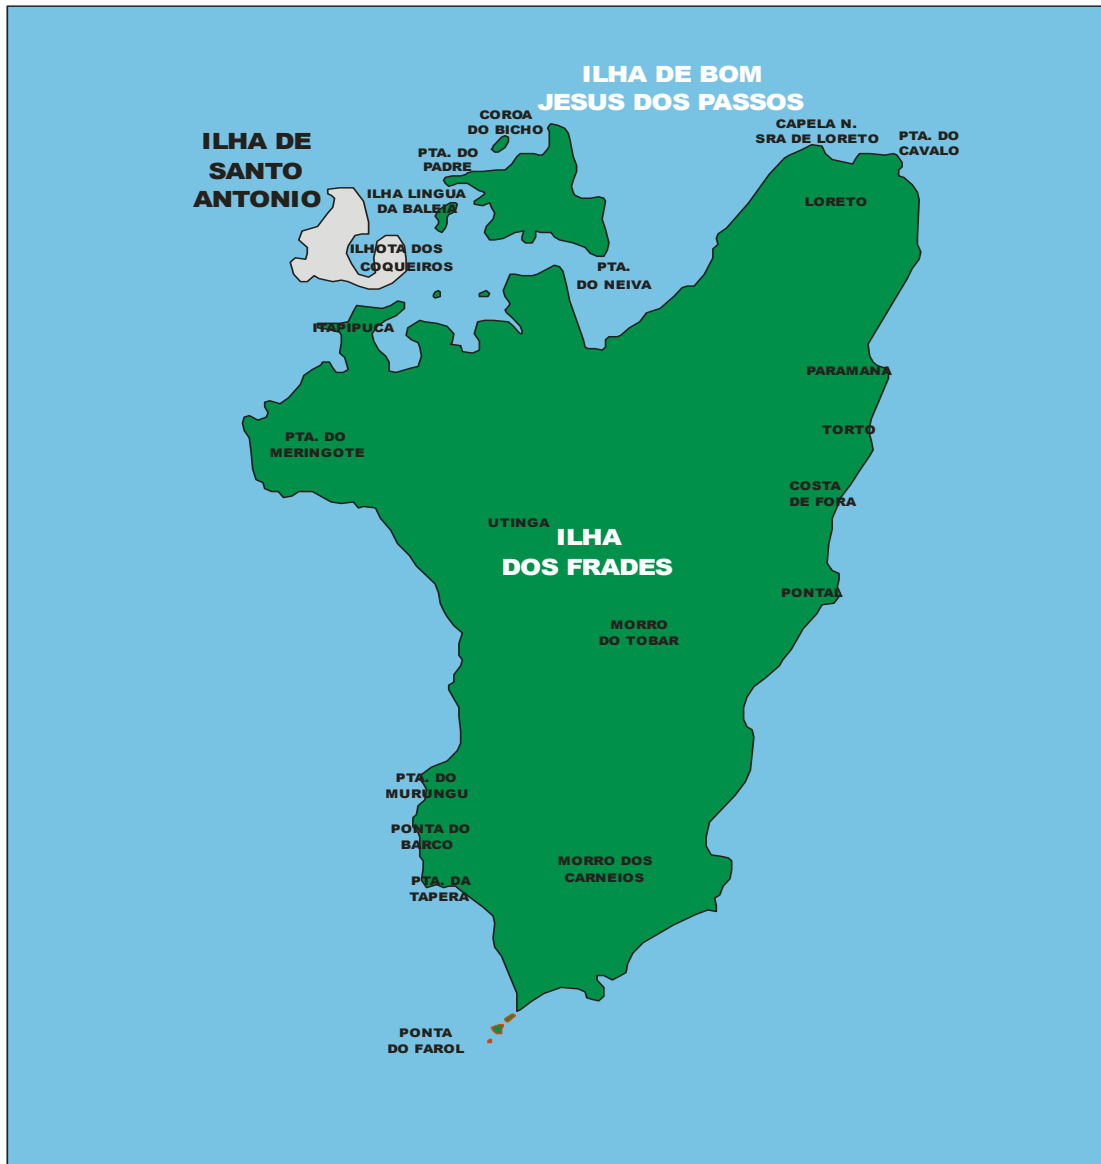 ILHA DE BOM
JESUS DOS PASSOS
COROA
DO BICHO
CAPELA N.
SRA DE LORETO
PTA. DO
CAVALO
ILHA DE
SANTO
ANTONIO
PTA. DO
PADRE
ILHA LINGUA
DA BALEIA
LORETO
ILHOTA DOS
COQUEIROS
PTA.
DO NEIVA
ITAPIPUCA
PARAMANA
TORTO
PTA. DO
MERINGOTE
COSTA
DE FORA
UTINGA
ILHA
DOS FRADES
PONTAL
MORRO
DO TOBAR
PTA. DO
MURUNGU
PONTA DO
BARCO
MORRO DOS
CARNEIOS
PTA. DA
TAPERA
PONTA
DO FAROL